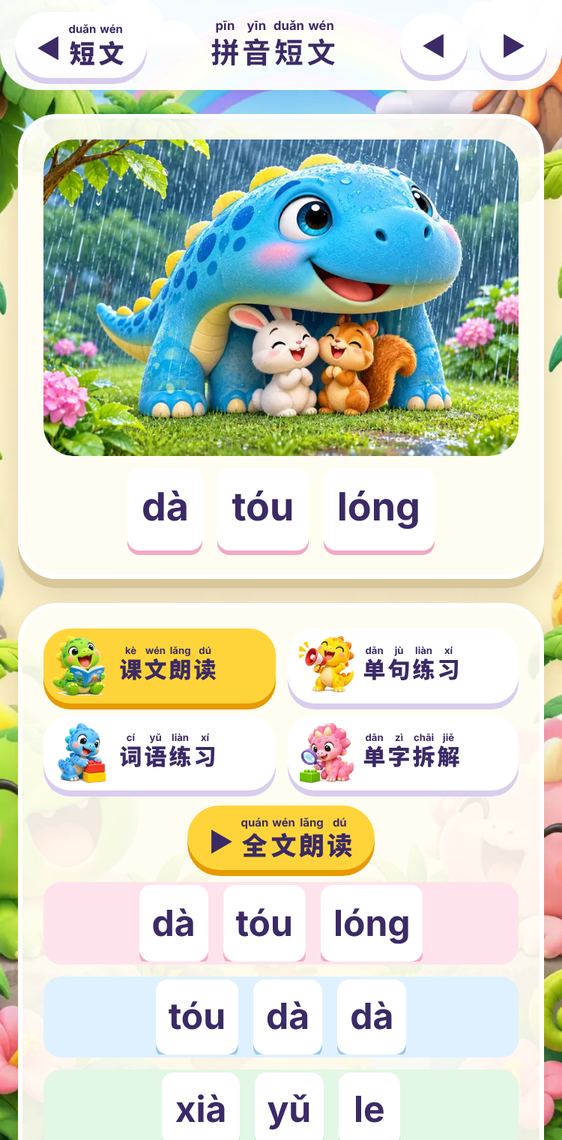 duǎn wén
◀ 短文
pīn yīn duǎn wén
拼音短文
◀
▶
dà tóu lóng
kè wén lǎng dú
课文朗读
dān jù liàn xí
单句练习
cí yǔ liàn xí
词语练习
dān zì chāi jiě
单字拆解
quán wén lǎng dú
▶ 全文朗读
dà tóu lóng
tóu dà dà
xià yǔ le